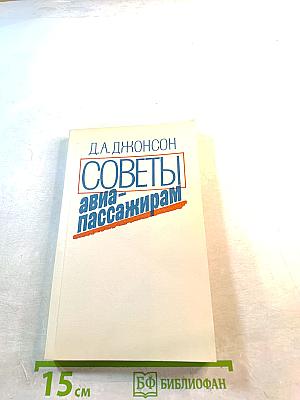 Д.А.ДЖОНСОН
СОВЕТЫ
авиа-
пассажирам
15 см
БФ БИБЛИОФАН